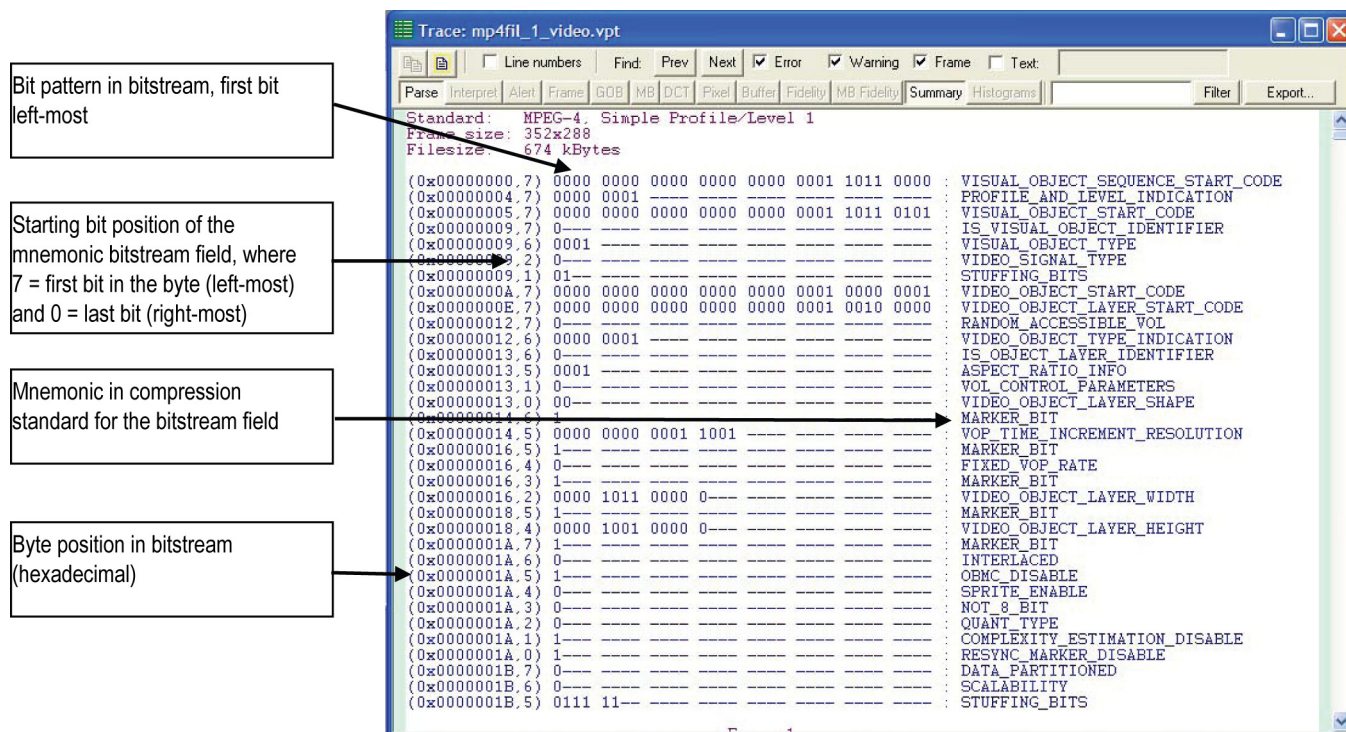 Trace: mp4fil_1_video.vpt
Line numbers Find: Prev Next Error Warning Frame Text:
Parse Interpret Alert Frame GOB MB DCT Pixel Buffer Fidelity MB Fidelity Summary Histograms Filter Export...
Bit pattern in bitstream, first bit
left-most
Starting bit position of the
mnemonic bitstream field, where
7 = first bit in the byte (left-most)
and 0 = last bit (right-most)
Mnemonic in compression
standard for the bitstream field
Byte position in bitstream
(hexadecimal)
Standard: MPEG-4, Simple Profile/Level 1
Frame size: 352x288
Filesize: 674 kBytes
(0x00000000,7) 0000 0000 0000 0000 0000 0001 1011 0000 : VISUAL_OBJECT_SEQUENCE_START_CODE
(0x00000004,7) 0000 0001 ---- ---- ---- ---- ---- ---- : PROFILE_AND_LEVEL_INDICATION
(0x00000005,7) 0000 0000 0000 0000 0000 0001 1011 0101 : VISUAL_OBJECT_START_CODE
(0x00000009,7) 0--- ---- ---- ---- ---- ---- ---- ---- : IS_VISUAL_OBJECT_IDENTIFIER
(0x00000009,6) 0001 ---- ---- ---- ---- ---- ---- ---- : VISUAL_OBJECT_TYPE
(0x00000009,2) 0--- ---- ---- ---- ---- ---- ---- ---- : VIDEO_SIGNAL_TYPE
(0x00000009,1) 01-- ---- ---- ---- ---- ---- ---- ---- : STUFFING_BITS
(0x0000000A,7) 0000 0000 0000 0000 0000 0001 0000 0001 : VIDEO_OBJECT_START_CODE
(0x0000000E,7) 0000 0000 0000 0000 0000 0001 0010 0000 : VIDEO_OBJECT_LAYER_START_CODE
(0x00000012,7) 0--- ---- ---- ---- ---- ---- ---- ---- : RANDOM_ACCESSIBLE_VOL
(0x00000012,6) 0000 0001 ---- ---- ---- ---- ---- ---- : VIDEO_OBJECT_TYPE_INDICATION
(0x00000013,6) 0--- ---- ---- ---- ---- ---- ---- ---- : IS_OBJECT_LAYER_IDENTIFIER
(0x00000013,5) 0001 ---- ---- ---- ---- ---- ---- ---- : ASPECT_RATIO_INFO
(0x00000013,1) 0--- ---- ---- ---- ---- ---- ---- ---- : VOL_CONTROL_PARAMETERS
(0x00000013,0) 00-- ---- ---- ---- ---- ---- ---- ---- : VIDEO_OBJECT_LAYER_SHAPE
(0x00000014,6) 1 MARKER_BIT
(0x00000014,5) 0000 0000 0001 1001 ---- ---- ---- ---- : VOP_TIME_INCREMENT_RESOLUTION
(0x00000016,5) 1--- ---- ---- ---- ---- ---- ---- ---- : MARKER_BIT
(0x00000016,4) 0--- ---- ---- ---- ---- ---- ---- ---- : FIXED_VOP_RATE
(0x00000016,3) 1--- ---- ---- ---- ---- ---- ---- ---- : MARKER_BIT
(0x00000016,2) 0000 1011 0000 0--- ---- ---- ---- ---- : VIDEO_OBJECT_LAYER_WIDTH
(0x00000018,5) 1--- ---- ---- ---- ---- ---- ---- ---- : MARKER_BIT
(0x00000018,4) 0000 1001 0000 0--- ---- ---- ---- ---- : VIDEO_OBJECT_LAYER_HEIGHT
(0x0000001A,7) 1--- ---- ---- ---- ---- ---- ---- ---- : MARKER_BIT
(0x0000001A,6) 0--- ---- ---- ---- ---- ---- ---- ---- : INTERLACED
(0x0000001A,5) 1--- ---- ---- ---- ---- ---- ---- ---- : OBMC_DISABLE
(0x0000001A,4) 0--- ---- ---- ---- ---- ---- ---- ---- : SPRITE_ENABLE
(0x0000001A,3) 0--- ---- ---- ---- ---- ---- ---- ---- : NOT_8_BIT
(0x0000001A,2) 0--- ---- ---- ---- ---- ---- ---- ---- : QUANT_TYPE
(0x0000001A,1) 1--- ---- ---- ---- ---- ---- ---- ---- : COMPLEXITY_ESTIMATION_DISABLE
(0x0000001A,0) 1--- ---- ---- ---- ---- ---- ---- ---- : RESYNC_MARKER_DISABLE
(0x0000001B,7) 0--- ---- ---- ---- ---- ---- ---- ---- : DATA_PARTITIONED
(0x0000001B,6) 0--- ---- ---- ---- ---- ---- ---- ---- : SCALABILITY
(0x0000001B,5) 0111 11-- ---- ---- ---- ---- ---- ---- : STUFFING_BITS